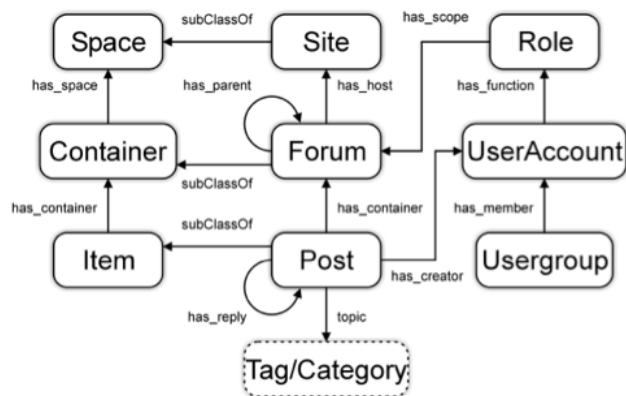 subClassOf
has_scope
Space
Site
Role
has_space
has_parent
has_host
has_function
Container
Forum
UserAccount
subClassOf
has_container
subClassOf
has_container
has_member
Item
Post
Usergroup
has_creator
has_reply
topic
Tag/Category